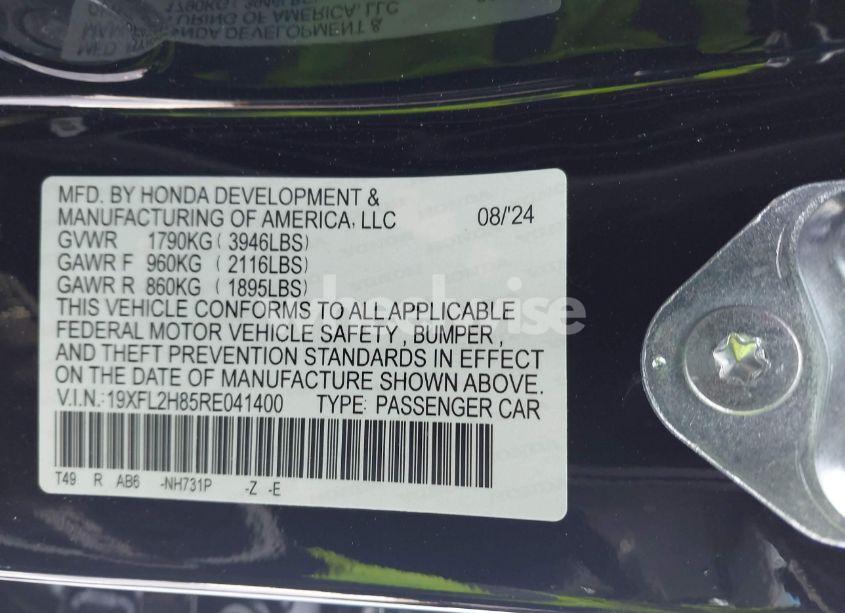 MFD. BY HONDA DEVELOPMENT &
MANUFACTURING OF AMERICA, LLC 08/'24
GVWR 1790KG ( 3946LBS)
GAWR F 960KG ( 2116LBS)
GAWR R 860KG ( 1895LBS)
THIS VEHICLE CONFORMS TO ALL APPLICABLE
FEDERAL MOTOR VEHICLE SAFETY , BUMPER ,
AND THEFT PREVENTION STANDARDS IN EFFECT
ON THE DATE OF MANUFACTURE SHOWN ABOVE.
V.I.N.:19XFL2H85RE041400 TYPE: PASSENGER CAR
T49 R AB6 -NH731P -Z -E